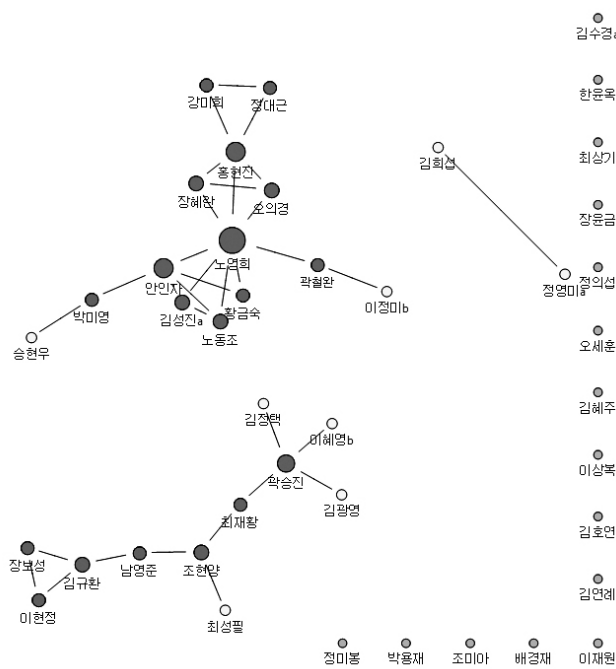 김수경a
한윤옥
강미희
정대근
최상기
홍현진
김희섭
장혜란
오의경
장윤금
노영희
안인자
곽철완
정의섭
정영미a
이정미b
황금숙
박미영
김성진a
노동조
오세훈
승현우
김혜주
김정택
이혜영b
이상복
곽승진
김광영
최재황
김호연
장보성
김규환
남영준
조현양
김연례
이현정
최성필
정미봉
박용재
조미아
배경재
이재원